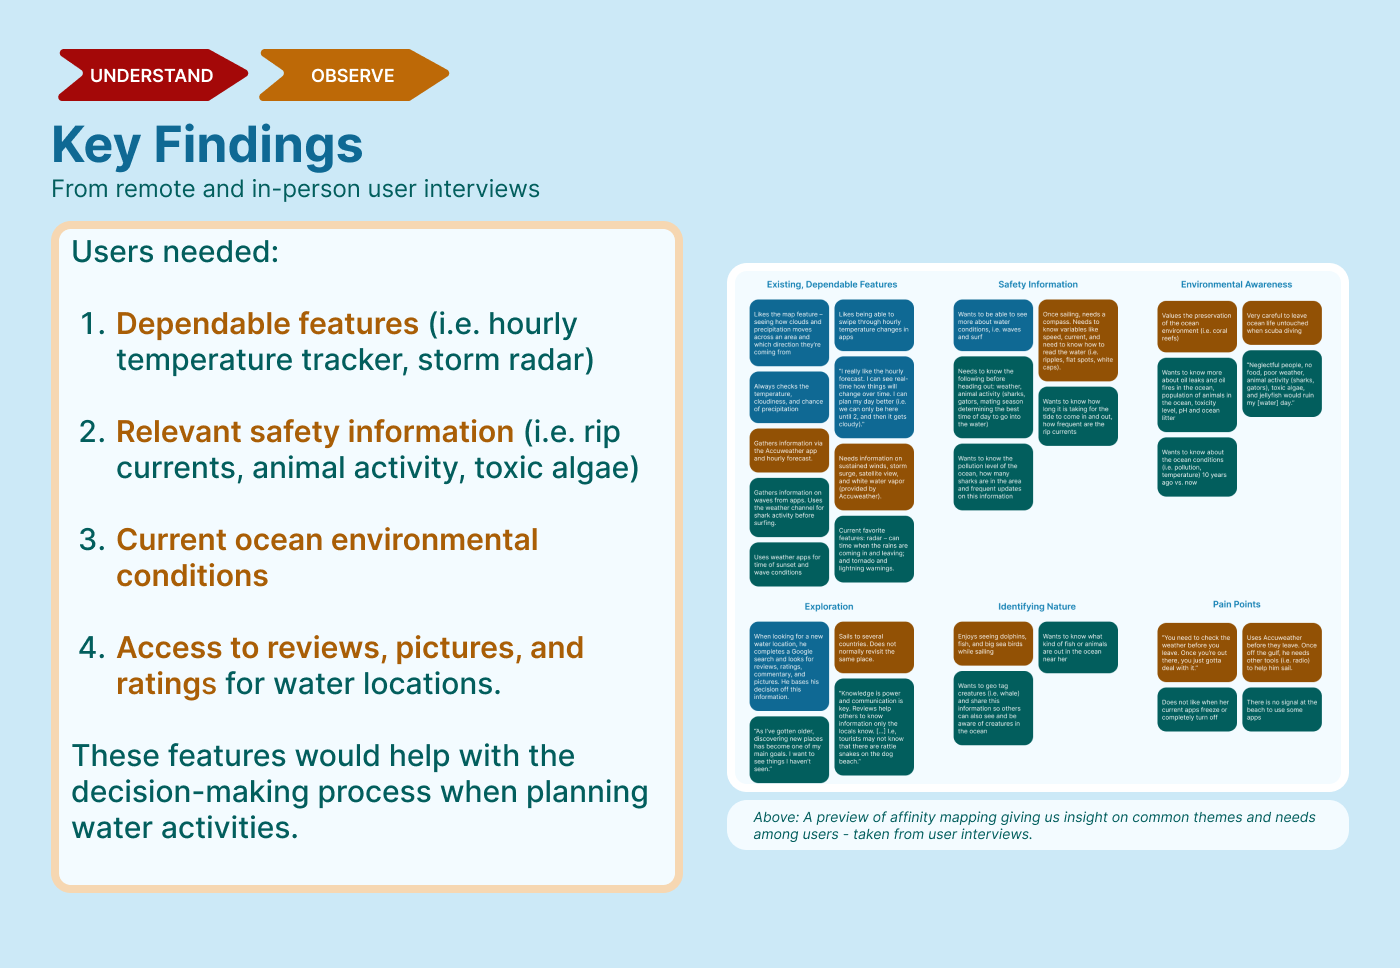 UNDERSTAND
OBSERVE
Key Findings
From remote and in-person user interviews
Users needed:
1. Dependable features (i.e. hourly
temperature tracker, storm radar)
2. Relevant safety information (i.e. rip
currents, animal activity, toxic algae)
3. Current ocean environmental
conditions
4. Access to reviews, pictures, and
ratings for water locations.
These features would help with the
decision-making process when planning
water activities.
Existing, Dependable Features
Likes the map feature –
seeing how clouds and
precipitation moves
across an area and
which direction they're
coming from
Always checks the
temperature,
cloudiness, and chance
of precipitation
Gathers information via
the Accuweather app
and hourly forecast.
Gathers information on
waves from apps. Uses
the weather channel for
shark activity before
surfing.
Uses weather apps for
time of sunset and
wave conditions
Likes being able to
swipe through hourly
temperature changes in
apps
"I really like the hourly
forecast. I can see real-
time how things will
change over time. I can
plan my day better (i.e.
we can only be here
until 2, and then it gets
cloudy)."
Needs information on
sustained winds, storm
surge, satellite view,
and white water vapor
(provided by
Accuweather).
Current favorite
features: radar – can
time when the rains are
coming in and leaving;
and tornado and
lightning warnings.
Safety Information
Wants to be able to see
more about water
conditions, i.e. waves
and surf
Needs to know the
following before
heading out: weather,
animal activity (sharks,
gators, mating season
determining the best
time of day to go into
the water)
Wants to know the
pollution level of the
ocean, how many
sharks are in the area
and frequent updates
on this information
Once sailing, needs a
compass. Needs to
know variables like
speed, current, and
need to know how to
read the water (i.e.
ripples, flat spots, white
caps).
Wants to know how
long it is taking for the
tide to come in and out,
how frequent are the
rip currents
Environmental Awareness
Values the preservation
of the ocean
environment (i.e. coral
reefs)
Wants to know more
about oil leaks and oil
fires in the ocean,
population of animals in
the ocean, toxicity
level, pH and ocean
litter
Wants to know about
the ocean conditions
(i.e. pollution,
temperature) 10 years
ago vs. now
Very careful to leave
ocean life untouched
when scuba diving
"Neglectful people, no
food, poor weather,
animal activity (sharks,
gators), toxic algae,
and jellyfish would ruin
my [water] day."
Exploration
When looking for a new
water location, he
completes a Google
search and looks for
reviews, ratings,
commentary, and
pictures. He bases his
decision off this
information.
"As I've gotten older,
discovering new places
has become one of my
main goals. I want to
see things I haven't
seen."
Sails to several
countries. Does not
normally revisit the
same place.
"Knowledge is power
and communication is
key. Reviews help
others to know
information only the
locals know. [...] I.e,
tourists may not know
that there are rattle
snakes on the dog
beach."
Identifying Nature
Enjoys seeing dolphins,
fish, and big sea birds
while sailing
Wants to geo tag
creatures (i.e. whale)
and share this
information so others
can also see and be
aware of creatures in
the ocean
Wants to know what
kind of fish or animals
are out in the ocean
near her
Pain Points
"You need to check the
weather before you
leave. Once you're out
there, you just gotta
deal with it."
Does not like when her
current apps freeze or
completely turn off
Uses Accuweather
before they leave. Once
off the gulf, he needs
other tools (i.e. radio)
to help him sail.
There is no signal at the
beach to use some
apps
Above: A preview of affinity mapping giving us insight on common themes and needs
among users - taken from user interviews.